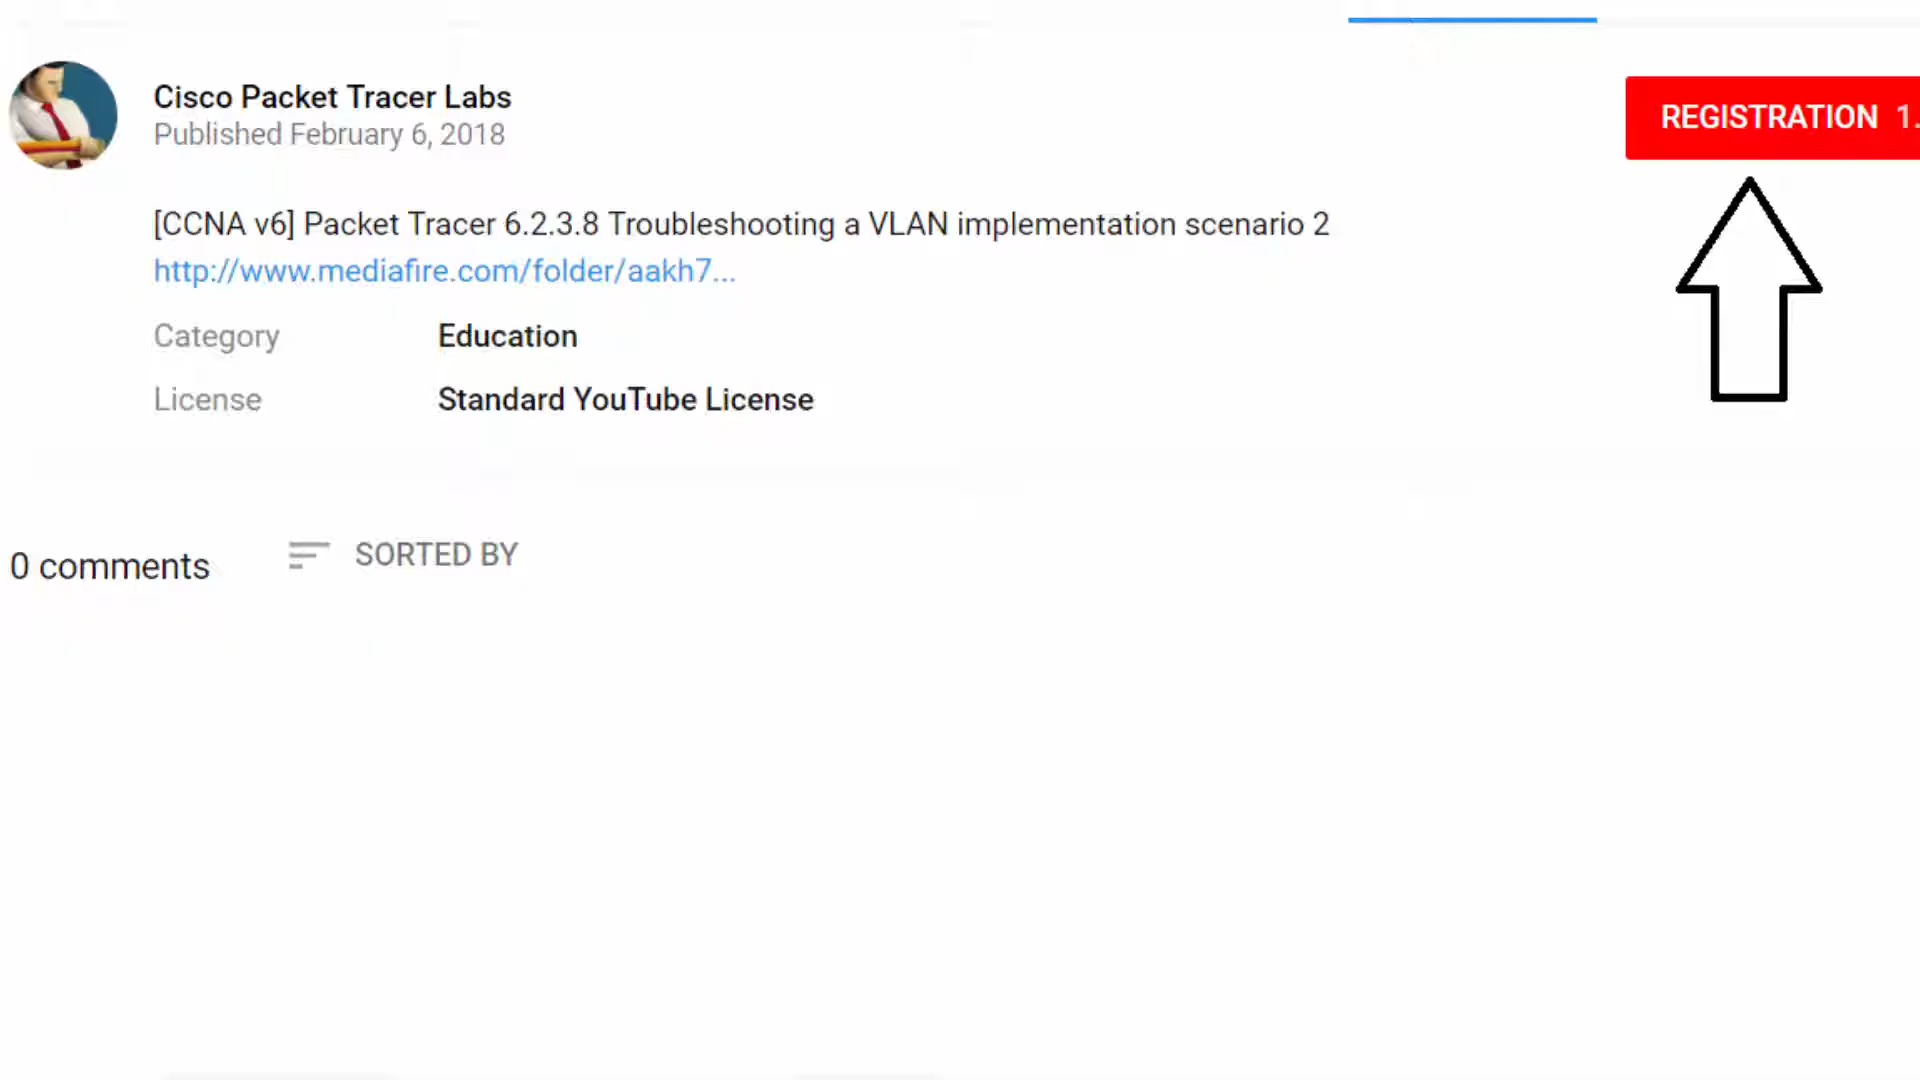 Cisco Packet Tracer Labs
Published February 6, 2018
REGISTRATION 1.
[CCNA v6] Packet Tracer 6.2.3.8 Troubleshooting a VLAN implementation scenario 2
http://www.mediafire.com/folder/aakh7...
Category Education
License Standard YouTube License
0 comments SORTED BY